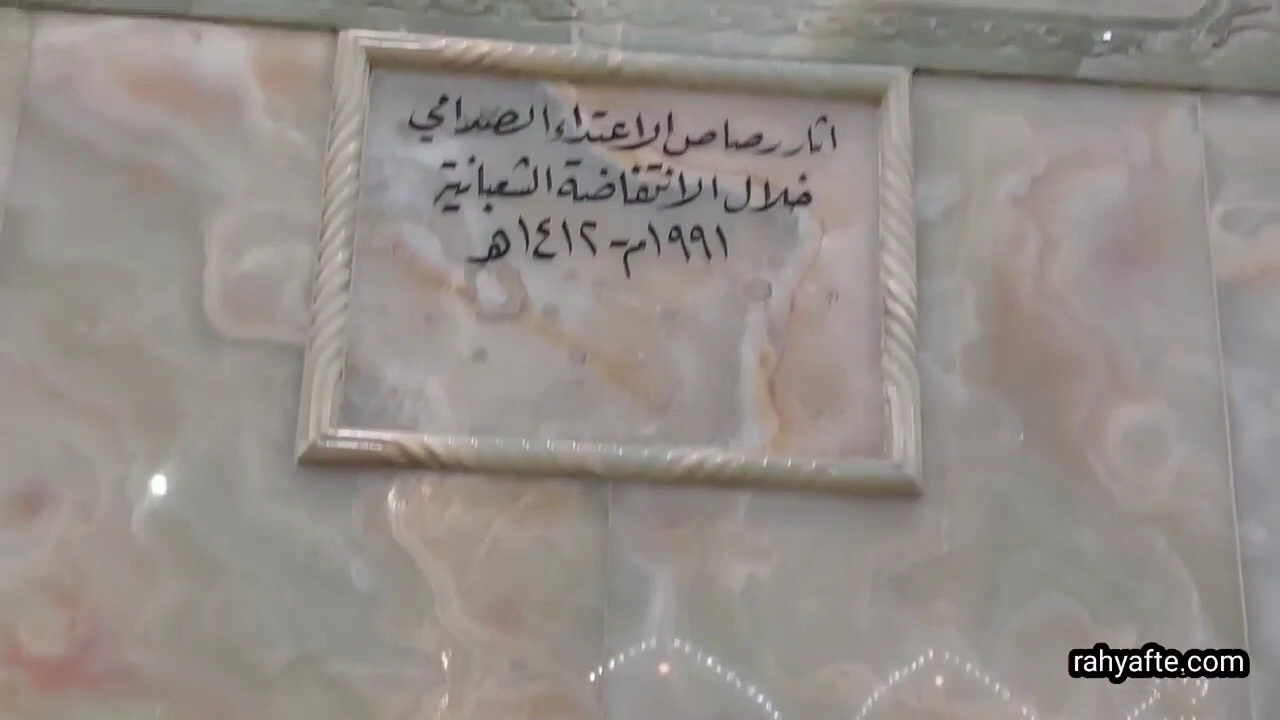 اثار رصاص الاعتداء الصدامي
خلال الانتفاضة الشعبانية
١٩٩١م - ١٤١٢هـ
rahyafte.com